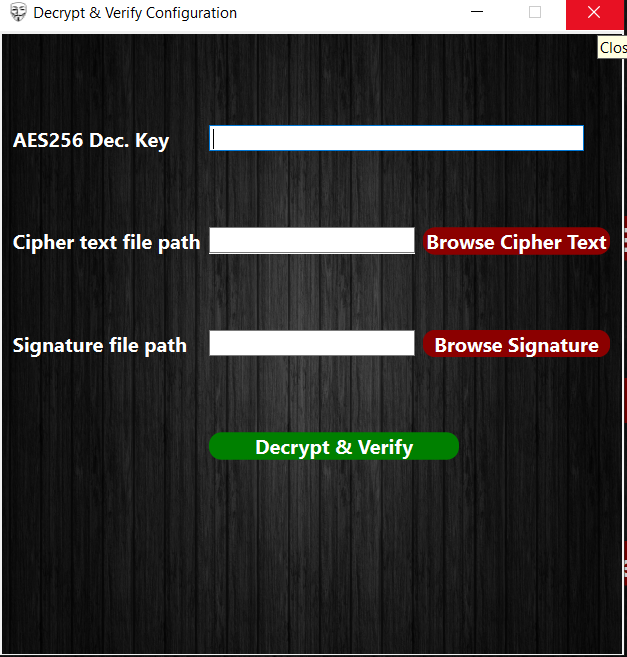 Decrypt & Verify Configuration
Clos
AES256 Dec. Key
Cipher text file path Browse Cipher Text
Signature file path Browse Signature
Decrypt & Verify